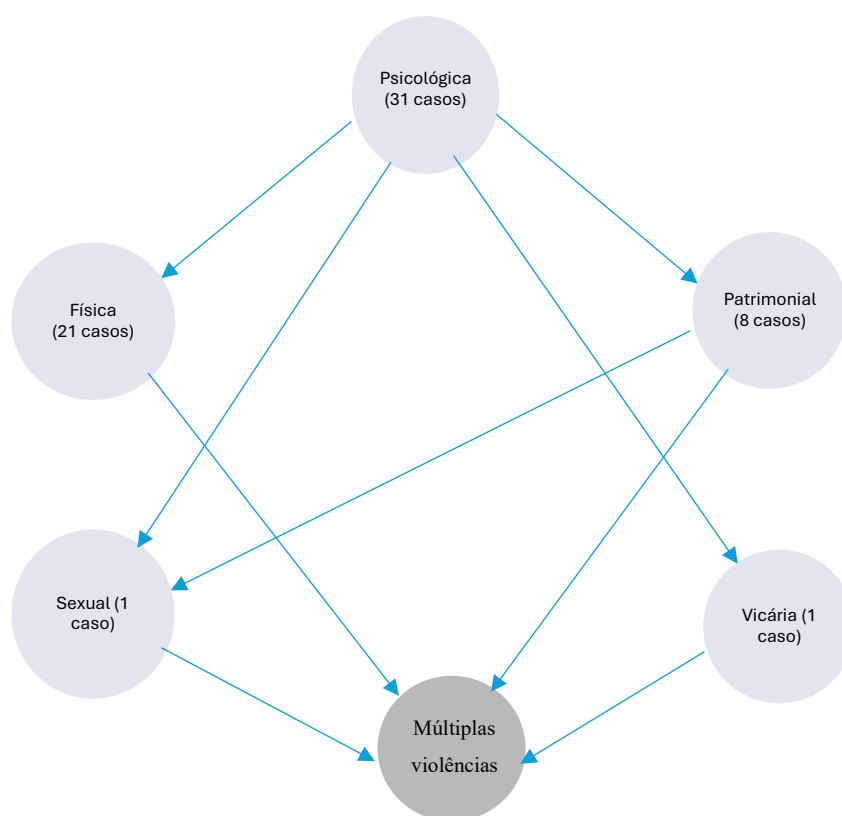 Psicológica
(31 casos)
Física
(21 casos)
Patrimonial
(8 casos)
Sexual (1
caso)
Vicária (1
caso)
Múltiplas
violências